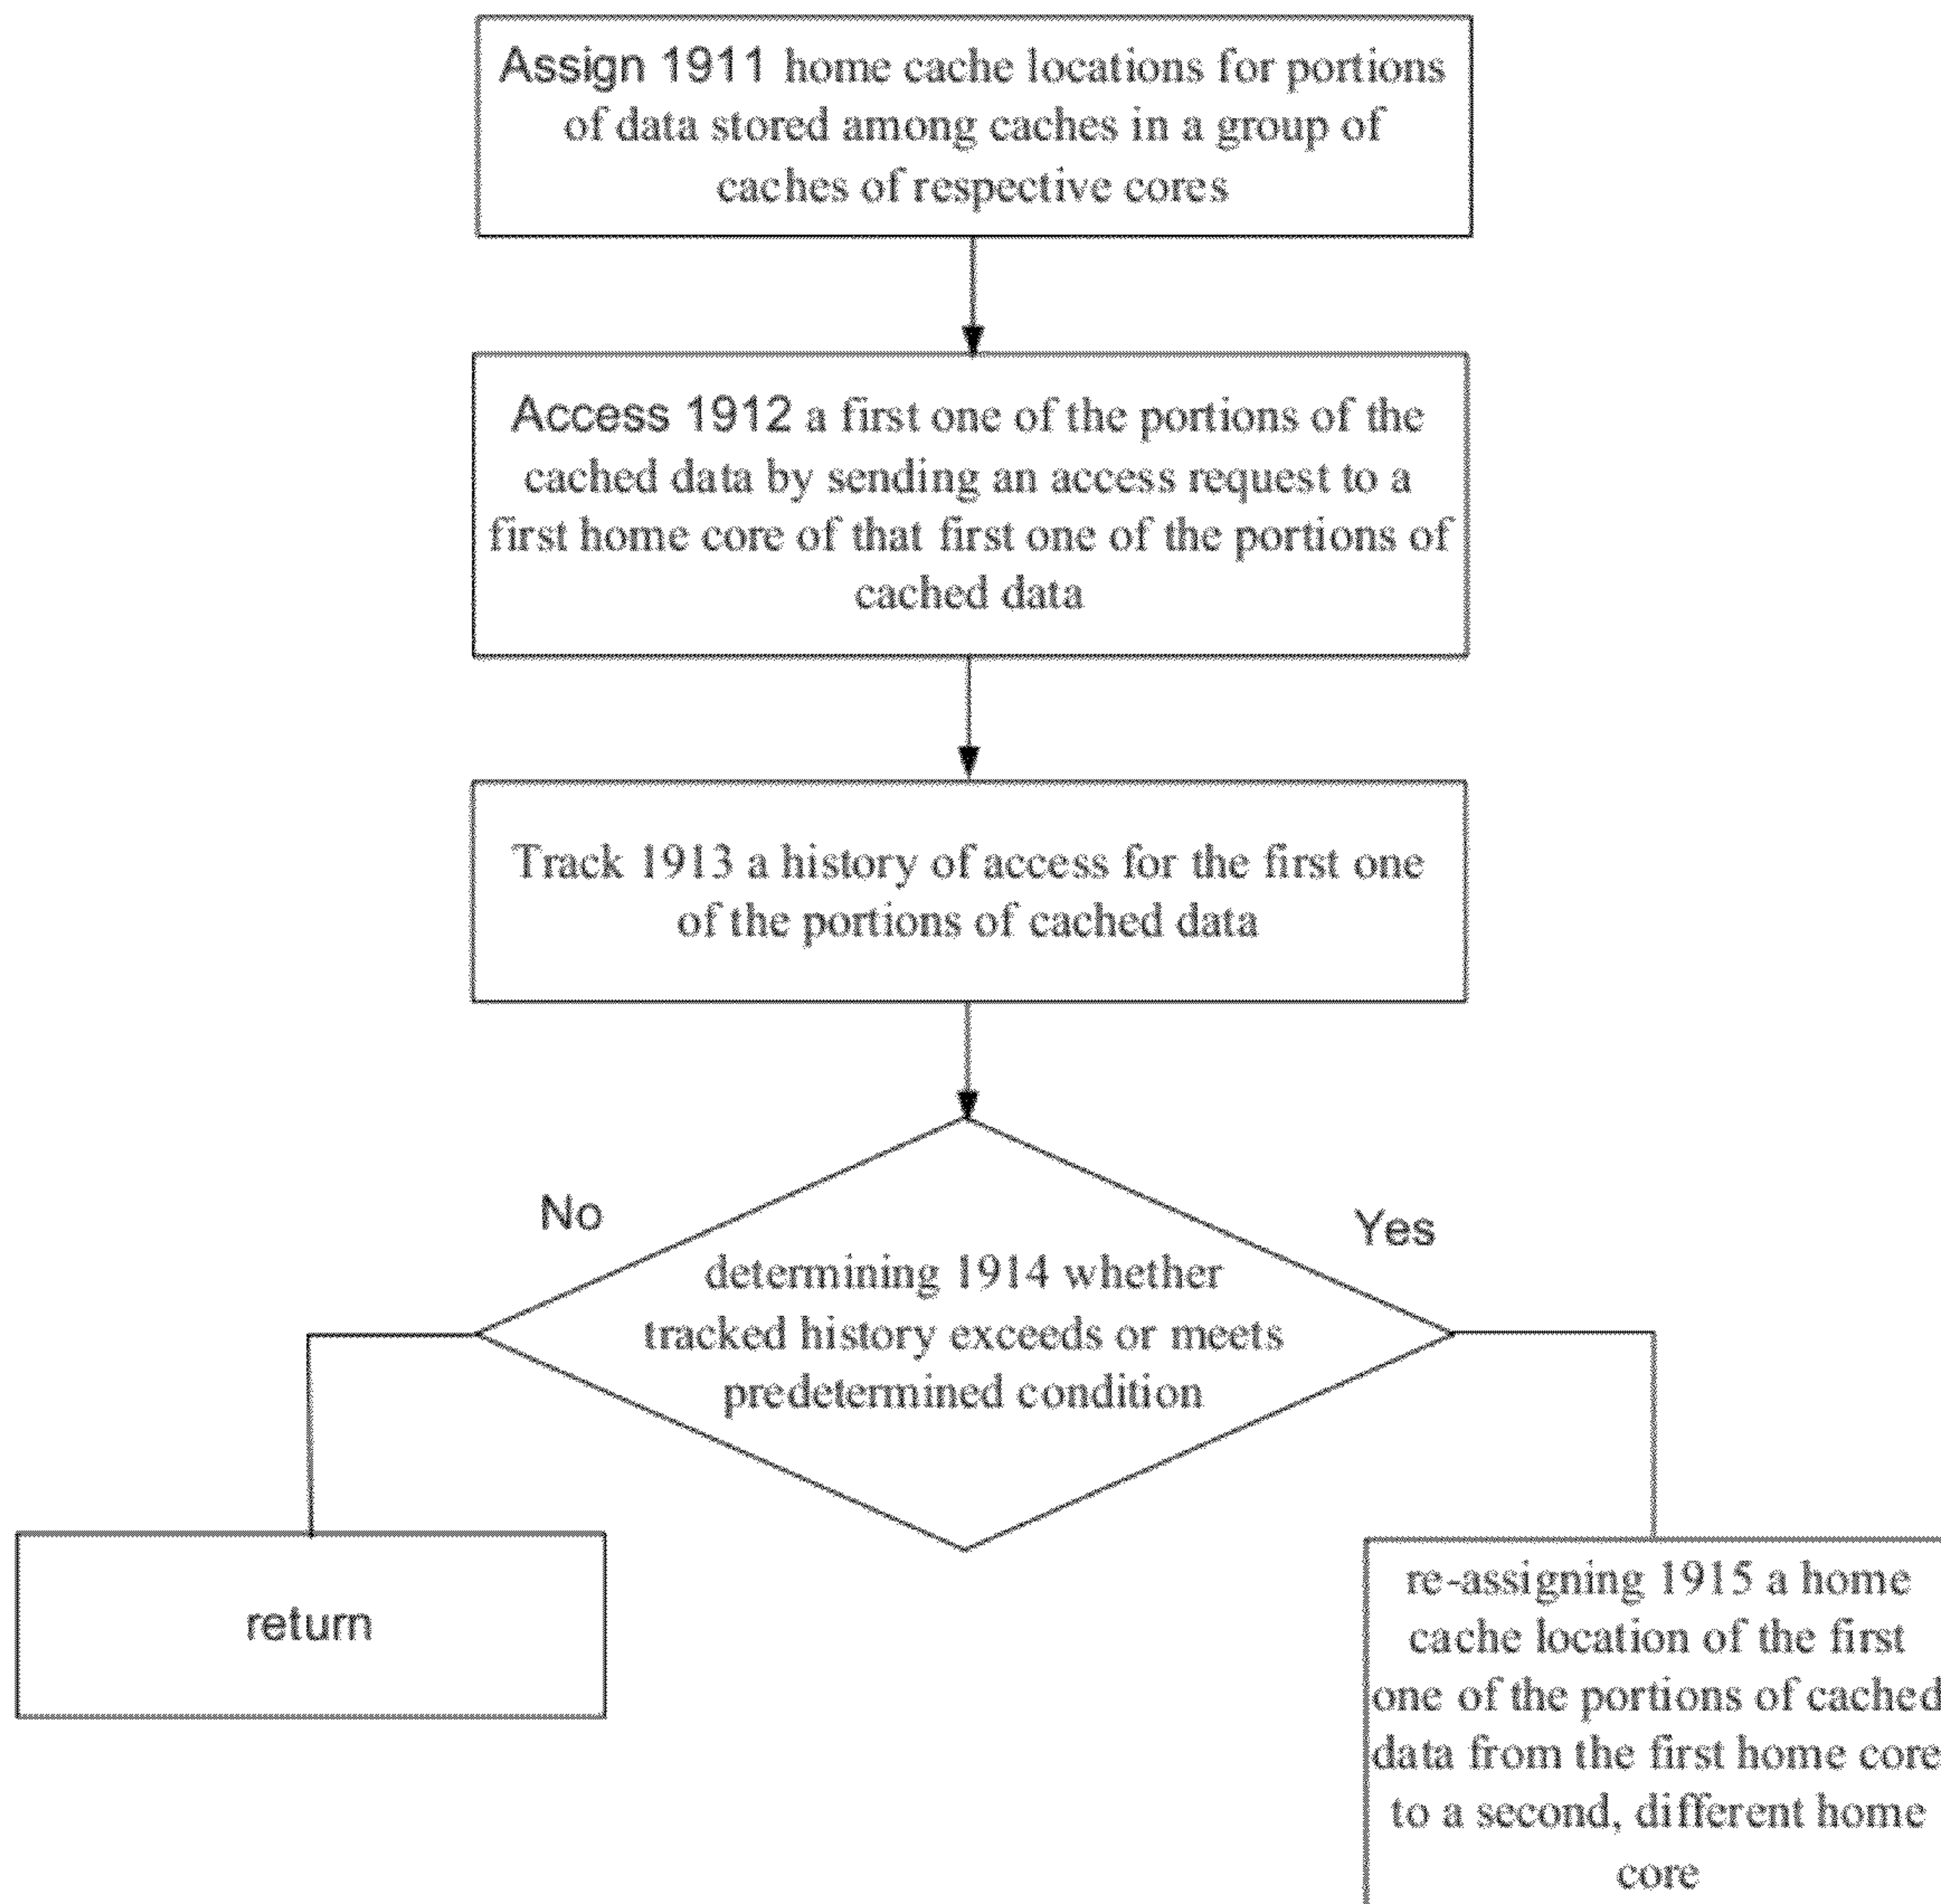 Assign 1911 home cache locations for portions
of data stored among caches in a group of
caches of respective cores
Access 1912 a first one of the portions of the
cached data by sending an access request to a
first home core of that first one of the portions of
cached data
Track 1913 a history of access for the first one
of the portions of cached data
No
Yes
determining 1914 whether
tracked history exceeds or meets
predetermined condition
return
re-assigning 1915 a home
cache location of the first
one of the portions of cached
data from the first home core
to a second, different home
core